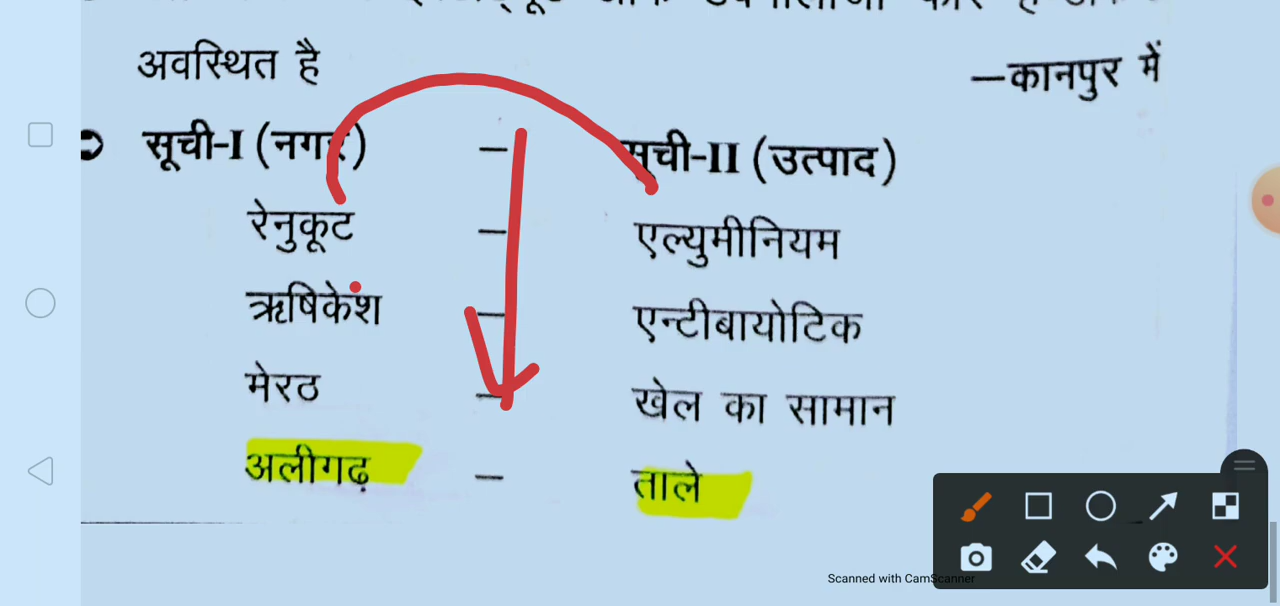 अवस्थित है —कानपुर में
सूची-I (नगर) — सूची-II (उत्पाद)
रेनुकूट — एल्युमीनियम
ऋषिकेश — एन्टीबायोटिक
मेरठ — खेल का सामान
अलीगढ़ — ताले
Scanned with CamScanner